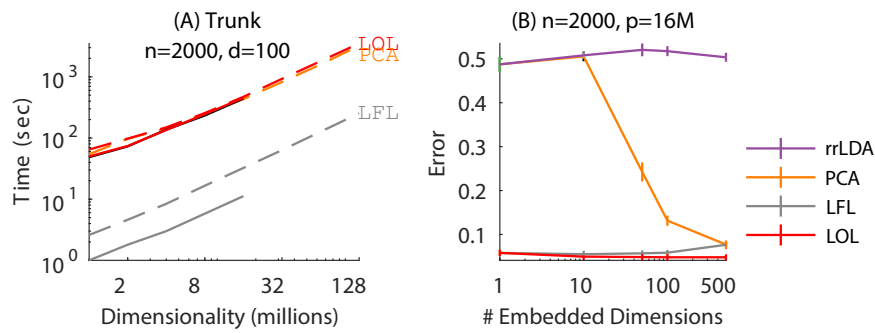 (A) Trunk
n=2000, d=100
LOL
PCA
LFL
10^3
10^2
10^1
10^0
Time (sec)
2
8
32
128
Dimensionality (millions)
(B) n=2000, p=16M
0.5
0.4
0.3
0.2
0.1
Error
1
10
100
500
# Embedded Dimensions
rrLDA
PCA
LFL
LOL